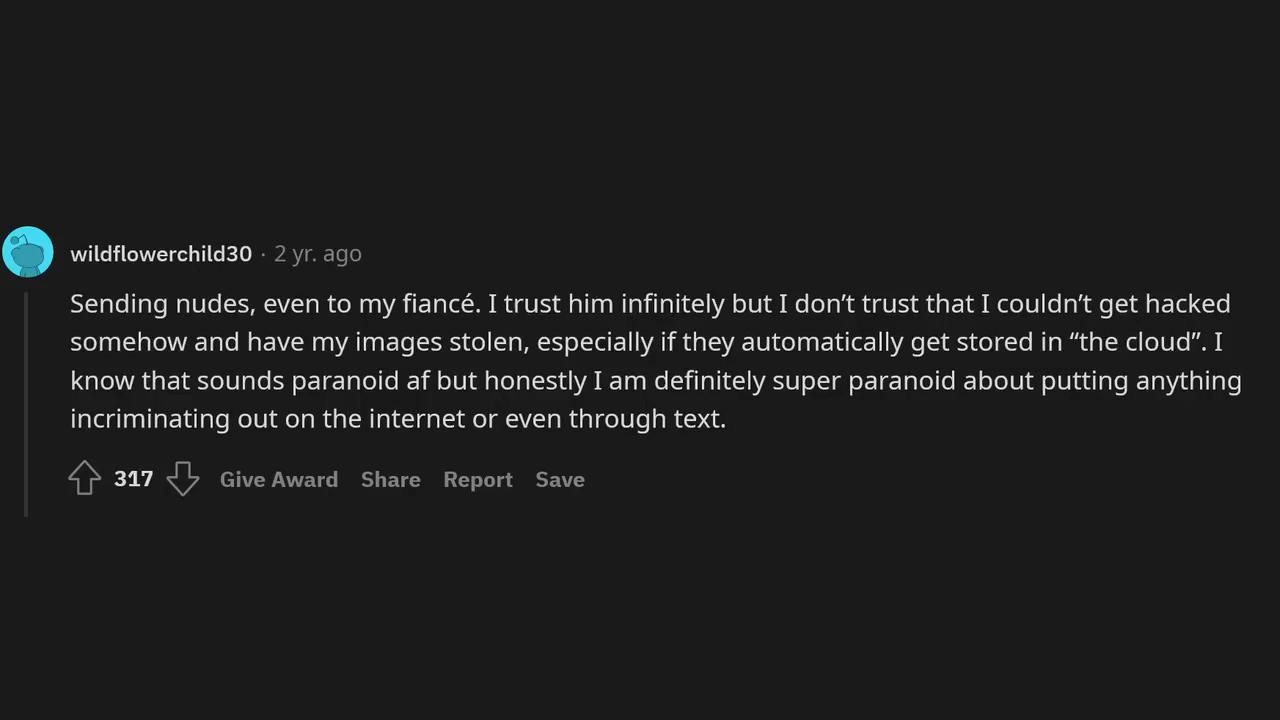 wildflowerchild30 · 2 yr. ago
Sending nudes, even to my fiancé. I trust him infinitely but I don’t trust that I couldn’t get hacked
somehow and have my images stolen, especially if they automatically get stored in “the cloud”. I
know that sounds paranoid af but honestly I am definitely super paranoid about putting anything
incriminating out on the internet or even through text.
317 Give Award Share Report Save